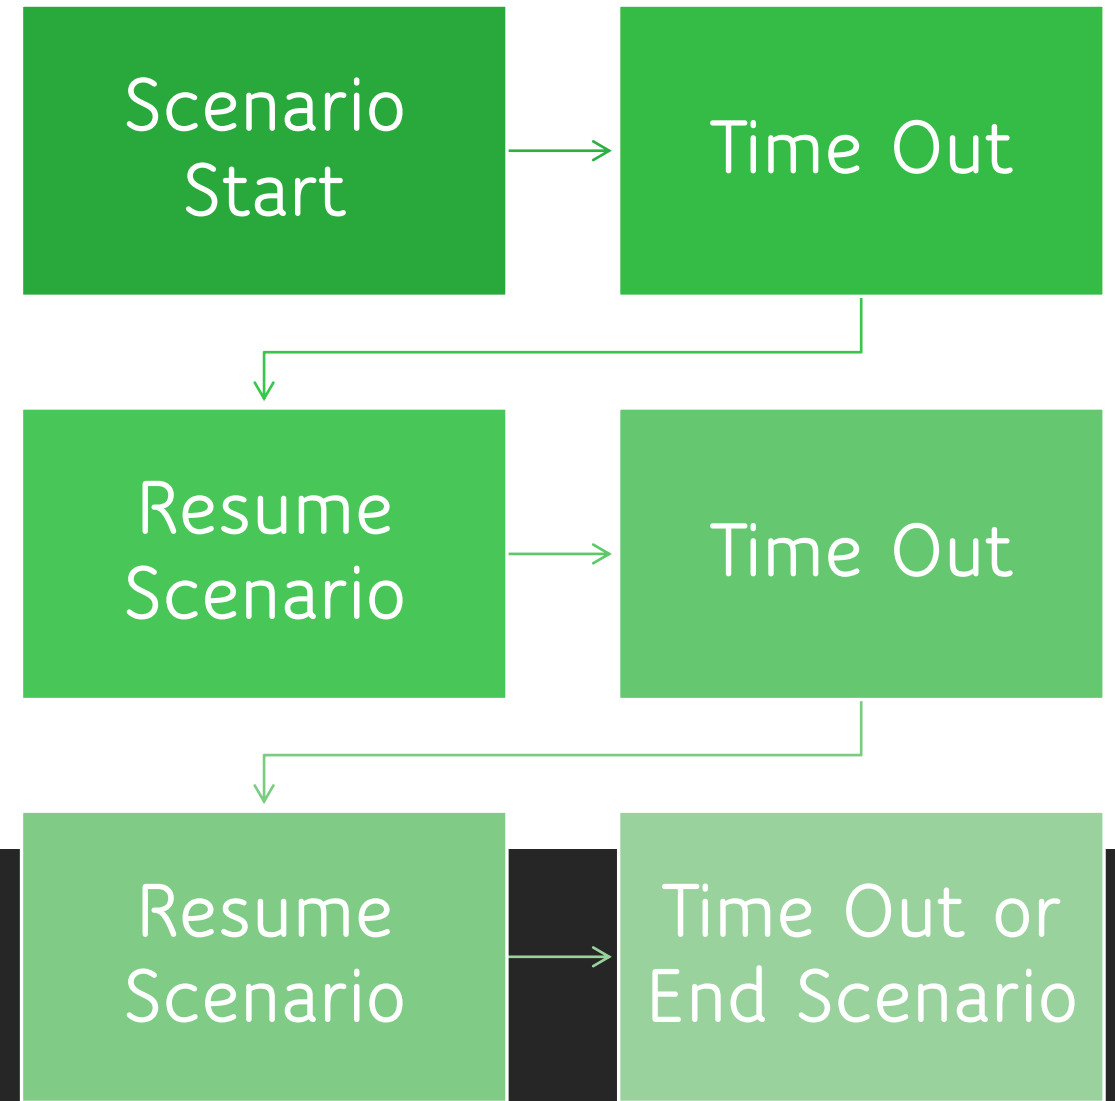 Scenario
Start
Time Out
Resume
Scenario
Time Out
Resume
Scenario
Time Out or
End Scenario